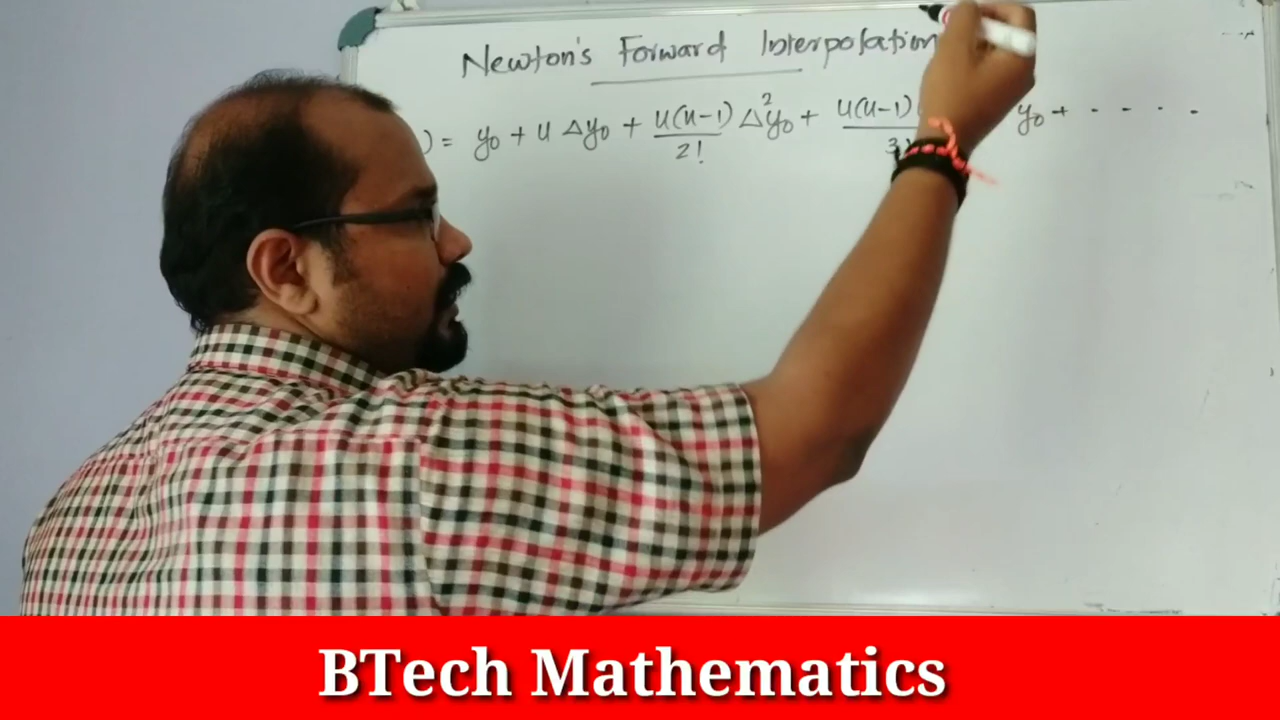 Newton's Forward Interpolation
) = y₀ + u Δy₀ + u(u-1)/2! Δ²y₀ + u(u-1) y₀ + - - - -
BTech Mathematics